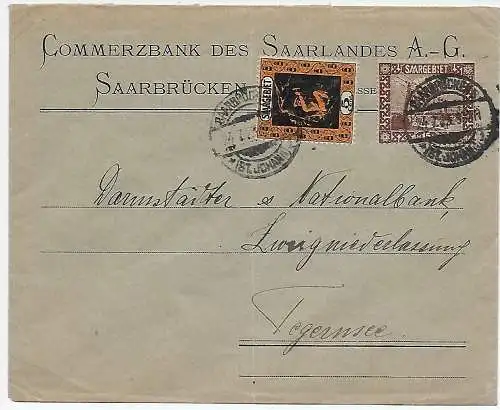 COMMERZBANK DES SAARLANDES A.-G.
SAARBRÜCKEN
SAARGEBIET
SAARGEBIET
Darmstädter & Nationalbank,
Zweigniederlassung
Tegernsee.